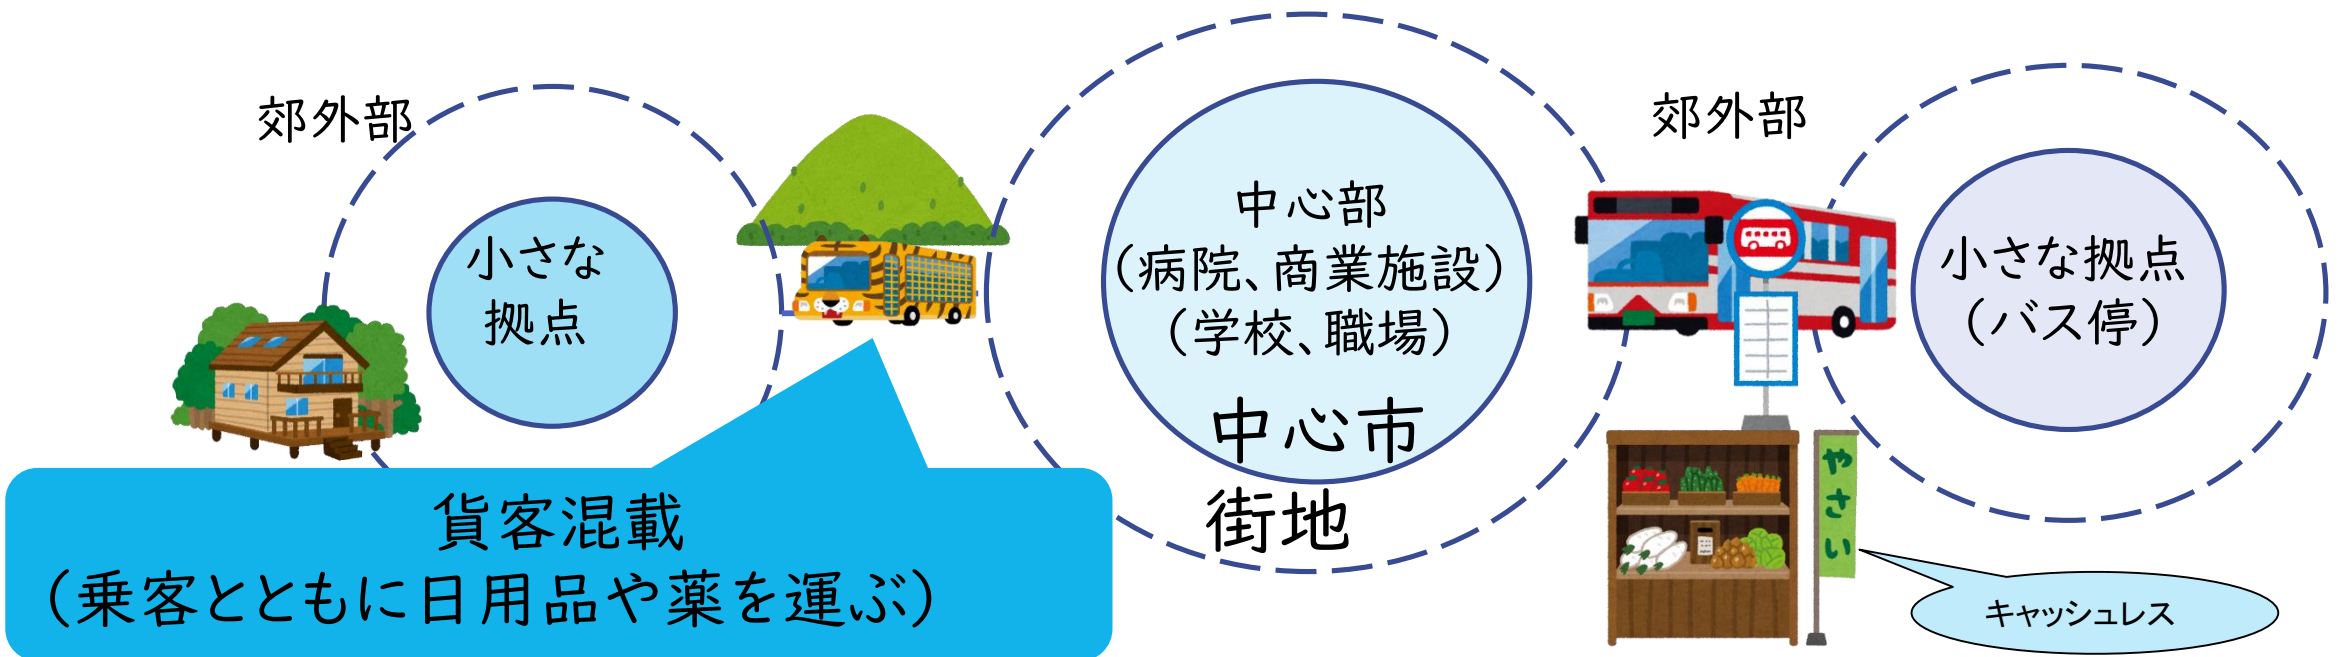 郊外部
小さな
拠点
貨客混載
（乗客とともに日用品や薬を運ぶ）
中心部
（病院、商業施設）
（学校、職場）
中心市
街地
郊外部
小さな拠点
（バス停）
やさい
キャッシュレス